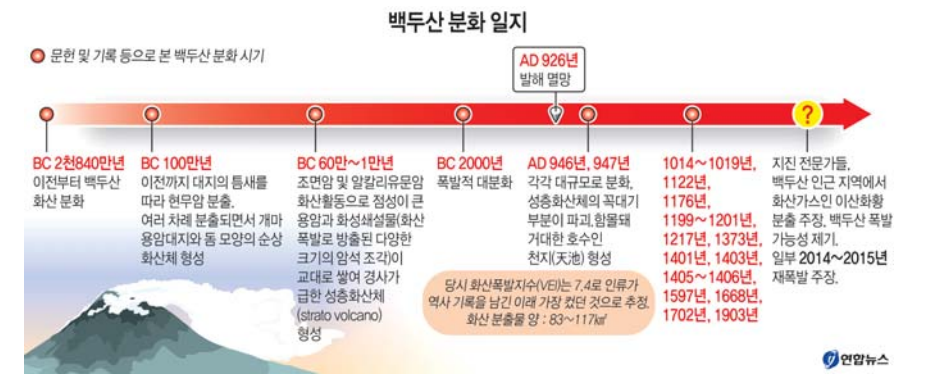 백두산 분화 일지
문헌 및 기록 등으로 본 백두산 분화 시기
AD 926년
발해 멸망
?
BC 2천840만년
이전부터 백두산
화산 분화
BC 100만년
이전까지 대지의 틈새를
따라 현무암 분출.
여러 차례 분출되면서 개마
용암대지와 돔 모양의 순상
화산체 형성
BC 60만~1만년
조면암 및 알칼리유문암
화산활동으로 점성이 큰
용암과 화성쇄설물(화산
폭발로 방출된 다양한
크기의 암석 조각)이
교대로 쌓여 경사가
급한 성층화산체
(strato volcano)
형성
BC 2000년
폭발적 대분화
AD 946년, 947년
각각 대규모로 분화,
성층화산체의 꼭대기
부분이 파괴,함몰돼
거대한 호수인
천지(天池) 형성
당시 화산폭발지수(VEI)는 7.4로 인류가
역사 기록을 남긴 이래 가장 컸던 것으로 추정.
화산 분출물 양 : 83~117㎢
1014~1019년,
1122년,
1176년,
1199~1201년,
1217년, 1373년,
1401년, 1403년,
1405~1406년,
1597년, 1668년,
1702년, 1903년
지진 전문가들,
백두산 인근 지역에서
화산가스인 이산화황
분출 주장, 백두산 폭발
가능성 제기.
일부 2014~2015년
재폭발 주장.
연합뉴스